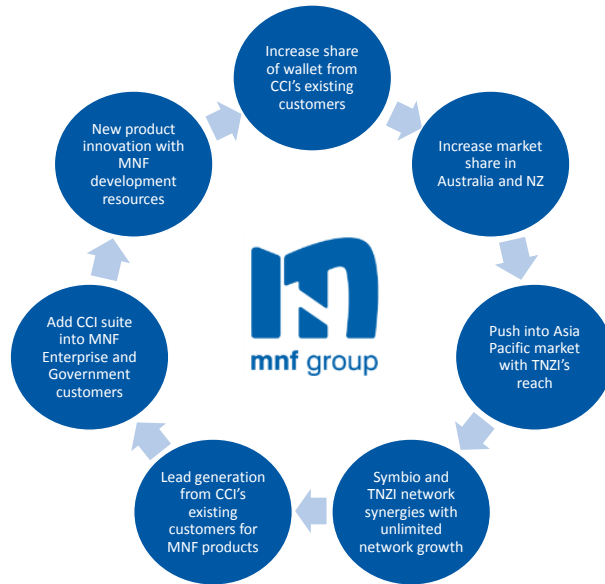 Increase share
of wallet from
CCI's existing
customers
Increase market
share in
Australia and NZ
Push into Asia
Pacific market
with TNZI's
reach
Symbio and
TNZI network
synergies with
unlimited
network growth
Lead generation
from CCI's
existing
customers for
MNF products
Add CCI suite
into MNF
Enterprise and
Government
customers
New product
innovation with
MNF
development
resources
mnf group